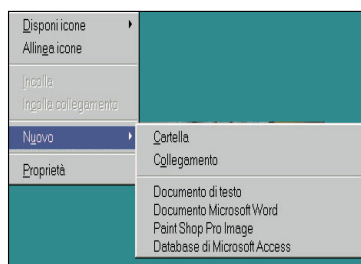 Disponi icone
Allinea icone
Incolla
Incolla collegamento
Nuovo
Proprietà
Cartella
Collegamento
Documento di testo
Documento Microsoft Word
Paint Shop Pro Image
Database di Microsoft Access